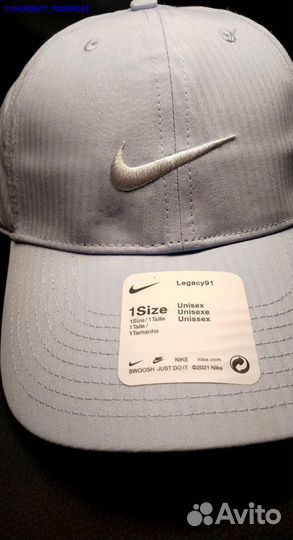 Legacy91
1Size
1Size/1Taille
1Talla/
1Tamanho
Unisex
Unisexe
Unissex
NIKE
nike.com
SWOOSH JUST DO IT ©2021 Nike
Avito